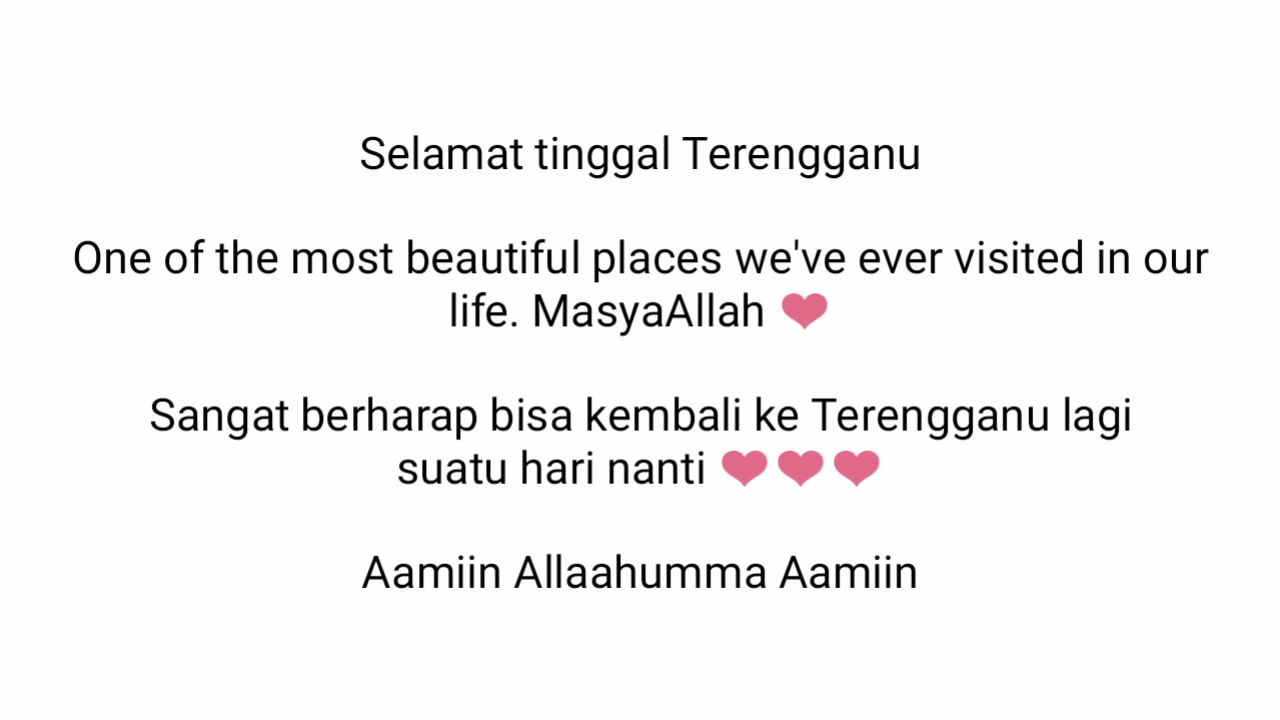 Selamat tinggal Terengganu
One of the most beautiful places we've ever visited in our
life. MasyaAllah ❤
Sangat berharap bisa kembali ke Terengganu lagi
suatu hari nanti ❤❤❤
Aamiin Allaahumma Aamiin